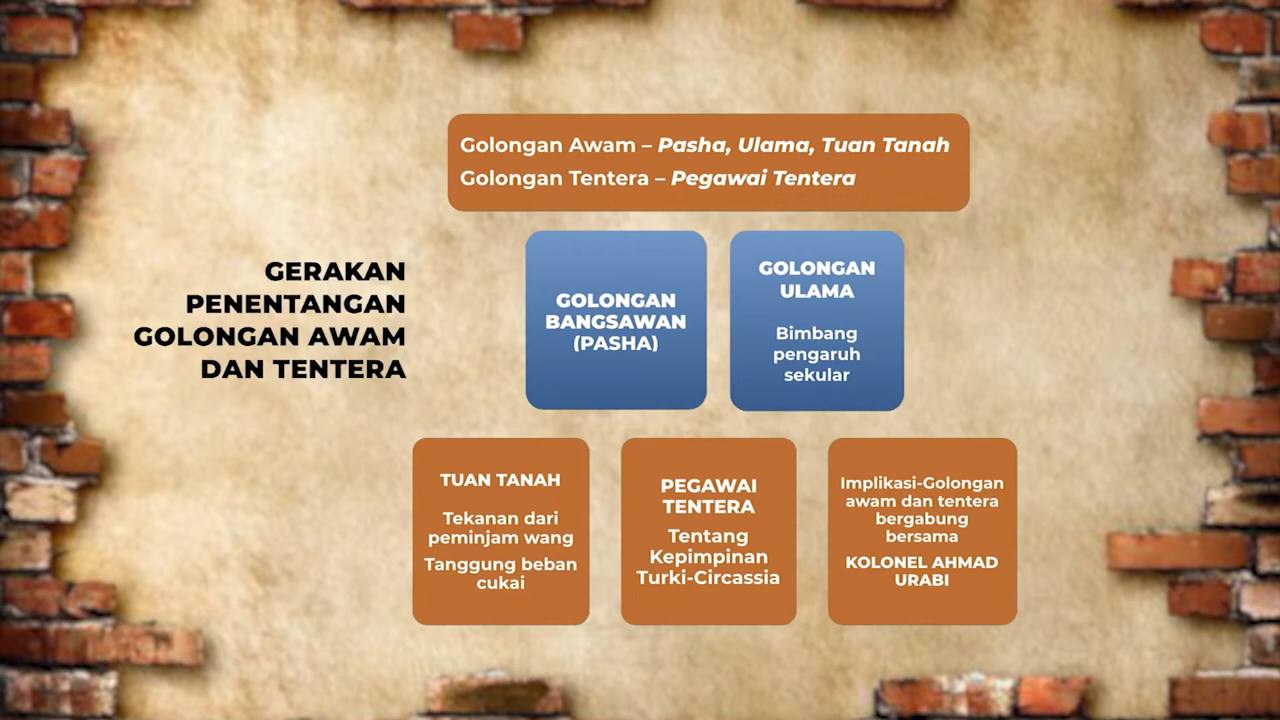 GERAKAN
PENENTANGAN
GOLONGAN AWAM
DAN TENTERA
Golongan Awam – Pasha, Ulama, Tuan Tanah
Golongan Tentera – Pegawai Tentera
GOLONGAN
BANGSAWAN
(PASHA)
GOLONGAN
ULAMA
Bimbang
pengaruh
sekular
TUAN TANAH
Tekanan dari
peminjam wang
Tanggung beban
cukai
PEGAWAI
TENTERA
Tentang
Kepimpinan
Turki-Circassia
Implikasi-Golongan
awam dan tentera
bergabung
bersama
KOLONEL AHMAD
URABI